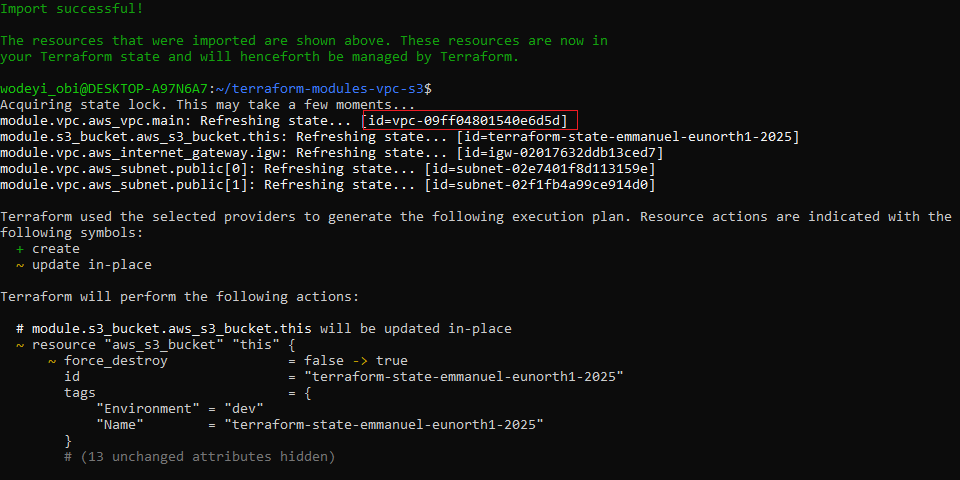 Import successful!
The resources that were imported are shown above. These resources are now in
your Terraform state and will henceforth be managed by Terraform.
wodeyi_obi@DESKTOP-A97N6A7:~/terraform-modules-vpc-s3$
Acquiring state lock. This may take a few moments...
module.vpc.aws_vpc.main: Refreshing state... [id=vpc-09ff04801540e6d5d]
module.s3_bucket.aws_s3_bucket.this: Refreshing state... [id=terraform-state-emmanuel-eunorth1-2025]
module.vpc.aws_internet_gateway.igw: Refreshing state... [id=igw-02017632ddb13ced7]
module.vpc.aws_subnet.public[0]: Refreshing state... [id=subnet-02e7401f8d113159e]
module.vpc.aws_subnet.public[1]: Refreshing state... [id=subnet-02f1fb4a99ce914d0]
Terraform used the selected providers to generate the following execution plan. Resource actions are indicated with the
following symbols:
  + create
  ~ update in-place
Terraform will perform the following actions:
  # module.s3_bucket.aws_s3_bucket.this will be updated in-place
  ~ resource "aws_s3_bucket" "this" {
      ~ force_destroy               = false -> true
        id                          = "terraform-state-emmanuel-eunorth1-2025"
        tags                        = {
            "Environment" = "dev"
            "Name"        = "terraform-state-emmanuel-eunorth1-2025"
        }
        # (13 unchanged attributes hidden)